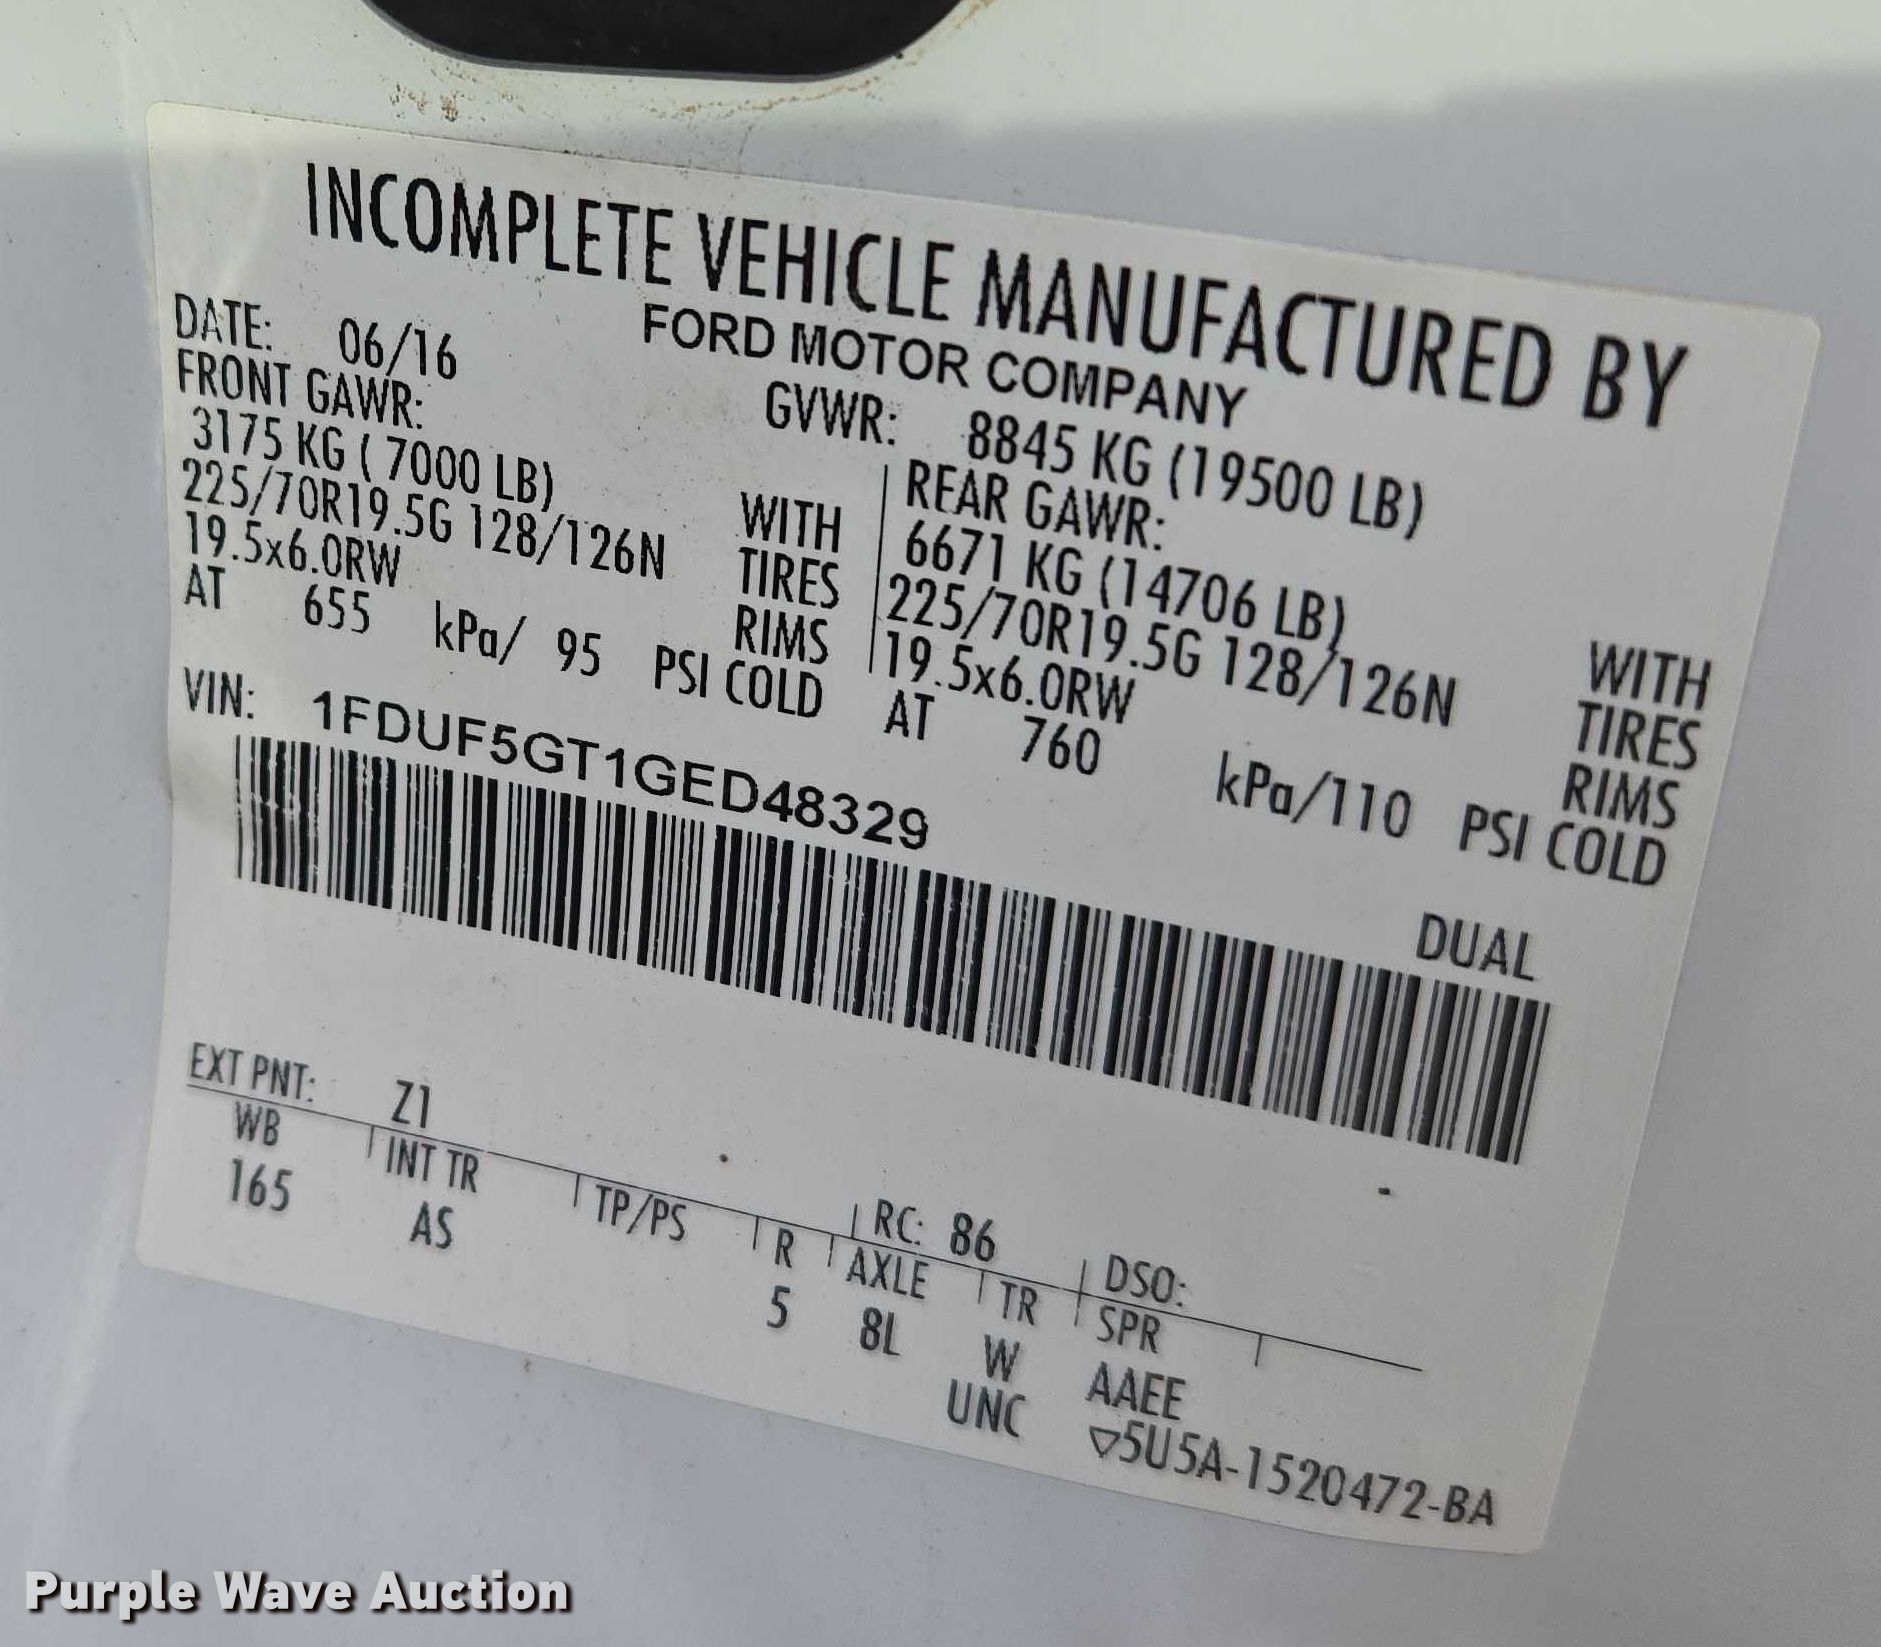 INCOMPLETE VEHICLE MANUFACTURED BY
FORD MOTOR COMPANY
DATE: 06/16
GVWR: 8845 KG (19500 LB)
FRONT GAWR:
3175 KG ( 7000 LB) WITH
225/70R19.5G 128/126N TIRES
19.5x6.0RW RIMS
AT 655 kPa/ 95 PSI COLD
REAR GAWR:
6671 KG (14706 LB) WITH
225/70R19.5G 128/126N TIRES
19.5x6.0RW RIMS
AT 760 kPa/110 PSI COLD
VIN: 1FDUF5GT1GED48329
DUAL
EXT PNT: Z1 RC: 86 DSO:
WB INT TR TP/PS R AXLE TR SPR
165 AS 5 8L W AAEE
UNC ▽5U5A-1520472-BA
Purple Wave Auction